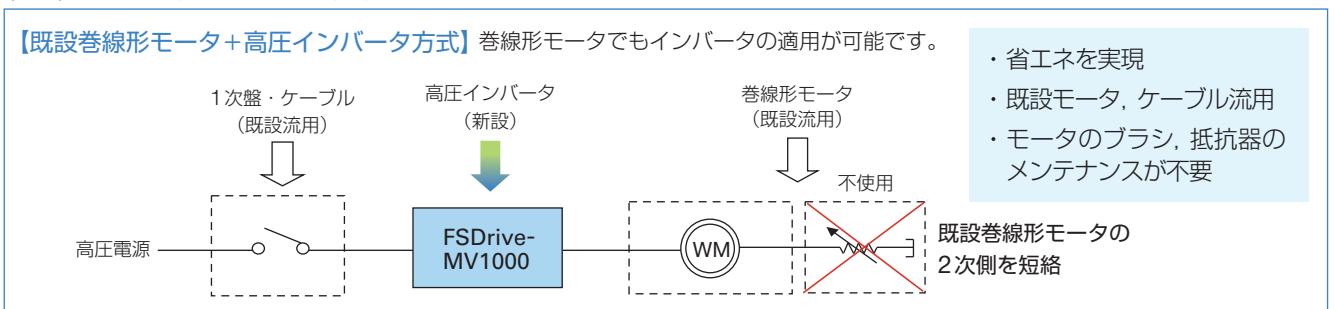 【既設巻線形モータ+高圧インバータ方式】巻線形モータでもインバータの適用が可能です。
・省エネを実現
・既設モータ, ケーブル流用
・モータのブラシ, 抵抗器の
メンテナンスが不要
1次盤・ケーブル
(既設流用)
高圧インバータ
(新設)
巻線形モータ
(既設流用)
不使用
高圧電源
FSDrive-
MV1000
WM
既設巻線形モータの
2次側を短絡